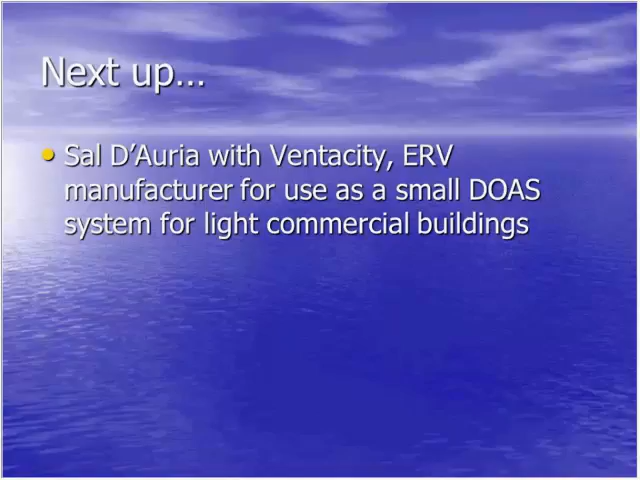 Next up…
• Sal D’Auria with Ventacity, ERV
manufacturer for use as a small DOAS
system for light commercial buildings